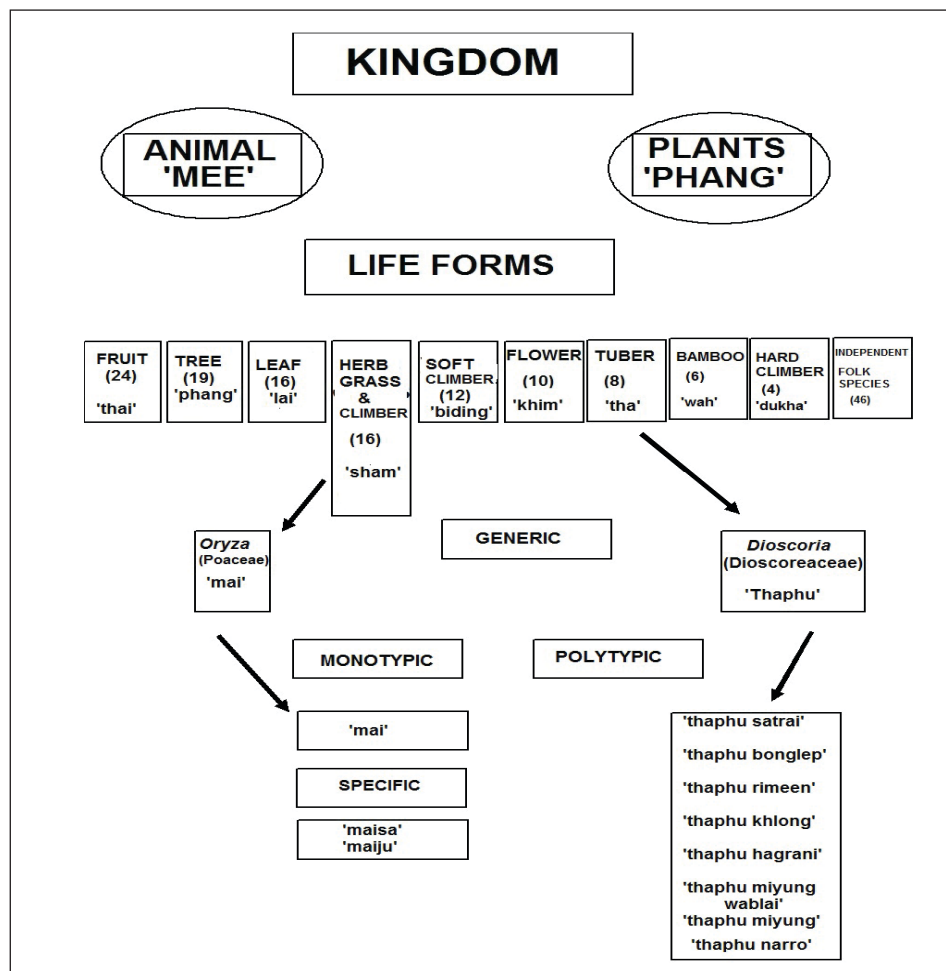 KINGDOM
ANIMAL
'MEE'
PLANTS
'PHANG'
LIFE FORMS
FRUIT
(24)
'thai'
TREE
(19)
'phang'
LEAF
(16)
'lai'
HERB
GRASS
&
CLIMBER
(16)
'sham'
SOFT
CLIMBER
(12)
'biding'
FLOWER
(10)
'khim'
TUBER
(8)
'tha'
BAMBOO
(6)
'wah'
HARD
CLIMBER
(4)
'dukha'
INDEPENDENT
FOLK
SPECIES
(46)
Oryza
(Poaceae)
'mai'
GENERIC
Dioscoria
(Dioscoreaceae)
'Thaphu'
MONOTYPIC
POLYTYPIC
'mai'
SPECIFIC
'maisa'
'maiju'
'thaphu satrai'
'thaphu bonglep'
'thaphu rimeen'
'thaphu khlong'
'thaphu hagrani'
'thaphu miyung
wablai'
'thaphu miyung'
'thaphu narro'